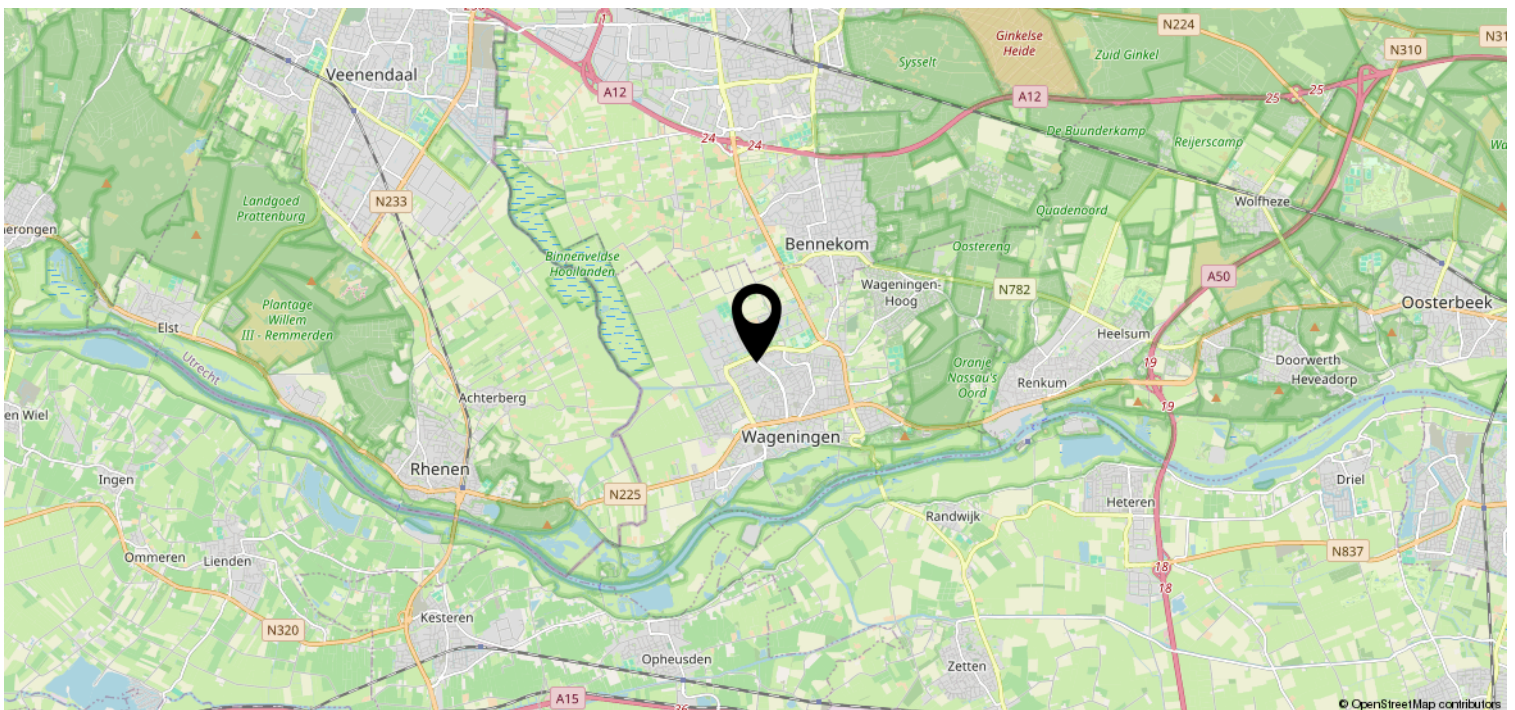 N224
Ginkelse
Heide
Zuid Ginkel
N310
Sysselt
Veenendaal
A12
A12
25
25
24
24
De Buunderkamp
Reijerscamp
Landgoed
Prattenburg
N233
Wolfheze
Quadenoord
Bennekom
Oostereng
Binnenveldse
Hooilanden
A50
Wageningen-
Hoog
N782
Oosterbeek
Plantage
Willem
III - Remmerden
Elst
Heelsum
Utrecht
Oranje
Nassau's
Oord
19
Doorwerth
Heveadorp
Renkum
Achterberg
19
en Wiel
Wageningen
Rhenen
Ingen
N225
Driel
Heteren
Randwijk
Ommeren
Lienden
N837
18
18
Kesteren
N320
Opheusden
Zetten
A15
© OpenStreetMap contributors